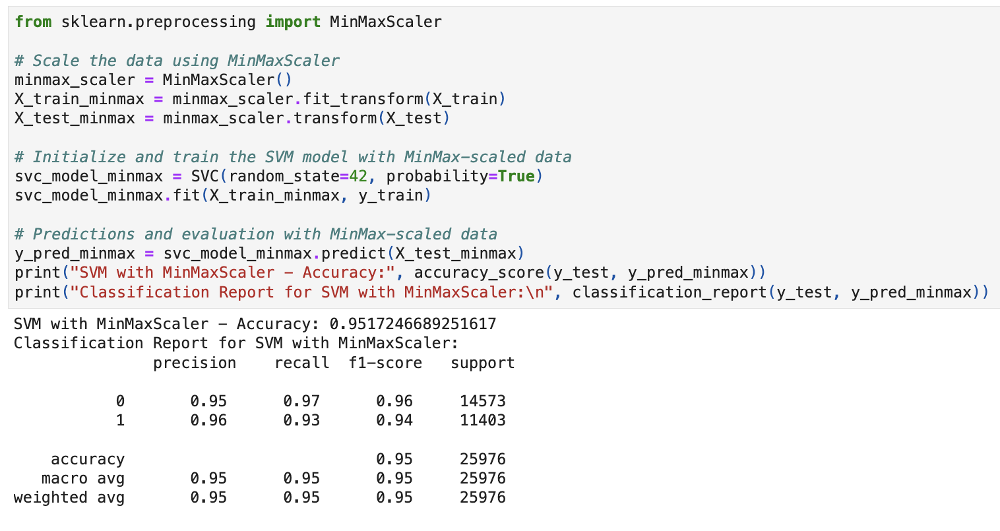 from sklearn.preprocessing import MinMaxScaler
# Scale the data using MinMaxScaler
minmax_scaler = MinMaxScaler()
X_train_minmax = minmax_scaler.fit_transform(X_train)
X_test_minmax = minmax_scaler.transform(X_test)
# Initialize and train the SVM model with MinMax-scaled data
svc_model_minmax = SVC(random_state=42, probability=True)
svc_model_minmax.fit(X_train_minmax, y_train)
# Predictions and evaluation with MinMax-scaled data
y_pred_minmax = svc_model_minmax.predict(X_test_minmax)
print("SVM with MinMaxScaler - Accuracy:", accuracy_score(y_test, y_pred_minmax))
print("Classification Report for SVM with MinMaxScaler:\n", classification_report(y_test, y_pred_minmax))
SVM with MinMaxScaler - Accuracy: 0.9517246689251617
Classification Report for SVM with MinMaxScaler:
precision recall f1-score support
0 0.95 0.97 0.96 14573
1 0.96 0.93 0.94 11403
accuracy 0.95 25976
macro avg 0.95 0.95 0.95 25976
weighted avg 0.95 0.95 0.95 25976